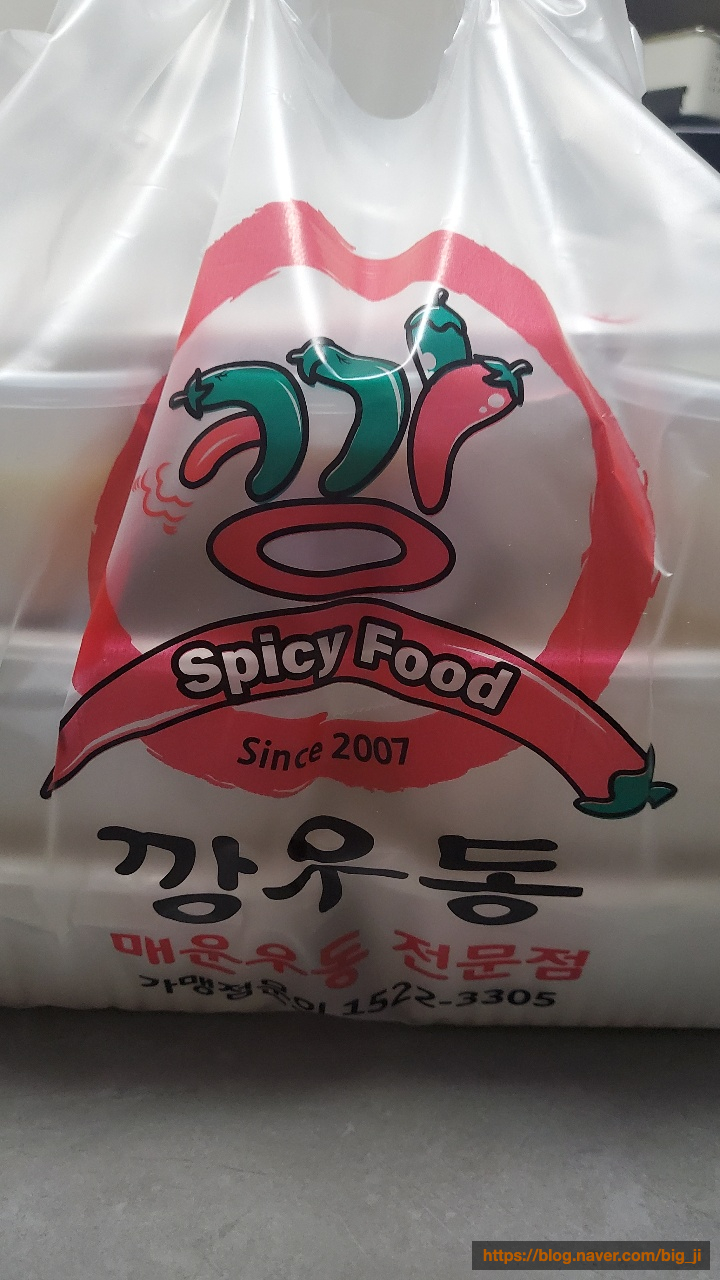 깡
Spicy Food
Since 2007
깡우동
매운우동 전문점
가맹점문의 1522-3305
https://blog.naver.com/big_ji